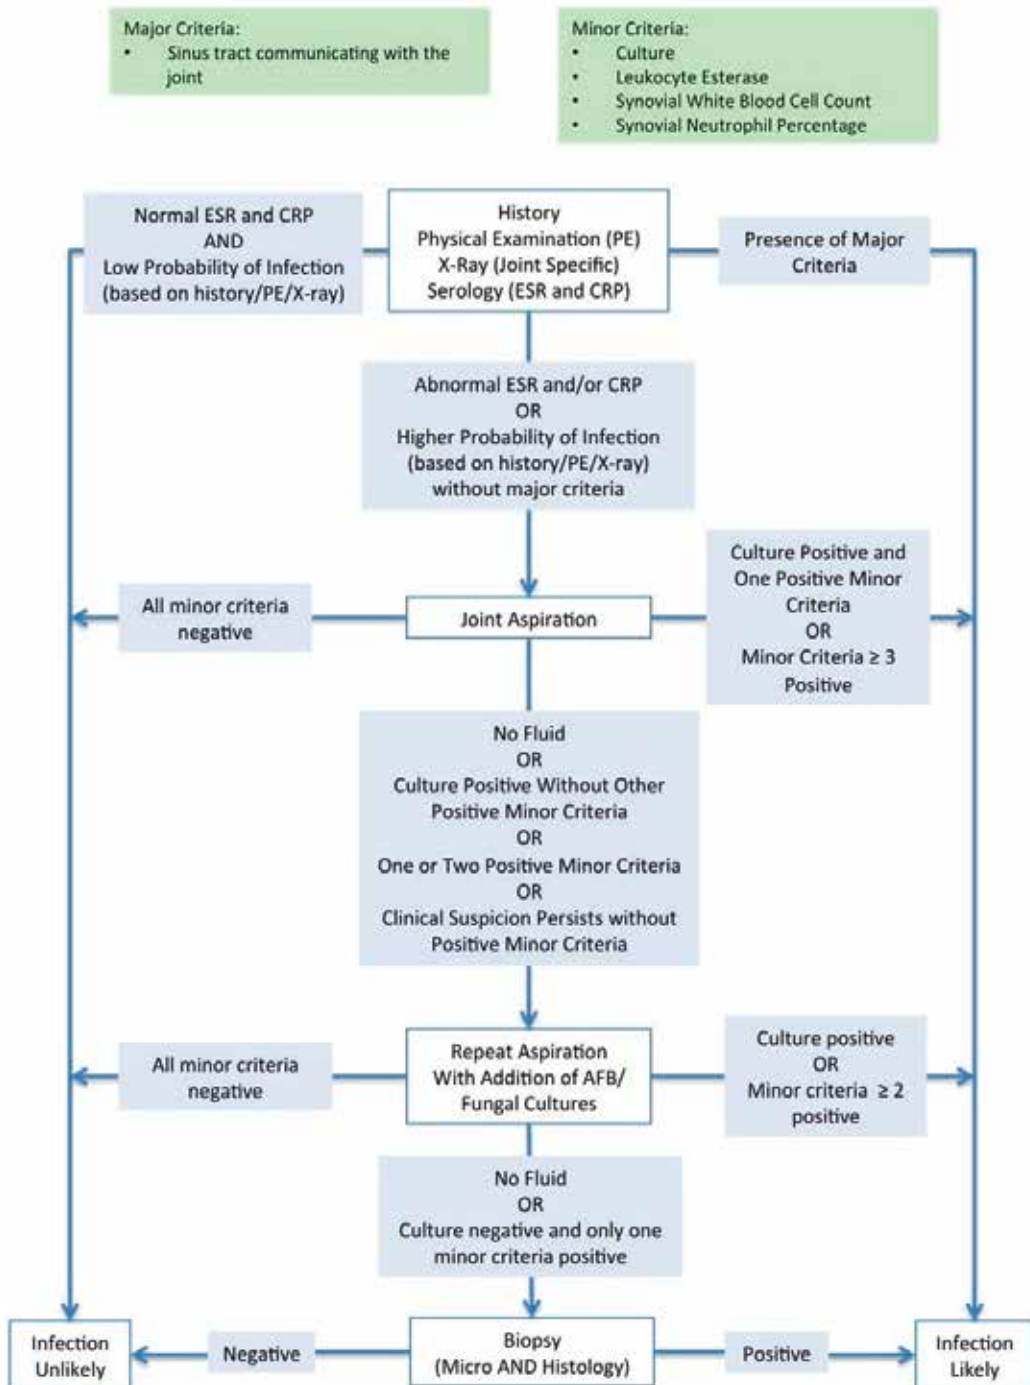 Major Criteria:
• Sinus tract communicating with the
joint
Minor Criteria:
• Culture
• Leukocyte Esterase
• Synovial White Blood Cell Count
• Synovial Neutrophil Percentage
Normal ESR and CRP
AND
Low Probability of Infection
(based on history/PE/X-ray)
History
Physical Examination (PE)
X-Ray (Joint Specific)
Serology (ESR and CRP)
Presence of Major
Criteria
Abnormal ESR and/or CRP
OR
Higher Probability of Infection
(based on history/PE/X-ray)
without major criteria
All minor criteria
negative
Joint Aspiration
Culture Positive and
One Positive Minor
Criteria
OR
Minor Criteria ≥ 3
Positive
No Fluid
OR
Culture Positive Without Other
Positive Minor Criteria
OR
One or Two Positive Minor Criteria
OR
Clinical Suspicion Persists without
Positive Minor Criteria
All minor criteria
negative
Repeat Aspiration
With Addition of AFB/
Fungal Cultures
Culture positive
OR
Minor criteria ≥ 2
positive
No Fluid
OR
Culture negative and only one
minor criteria positive
Infection
Unlikely
Negative
Biopsy
(Micro AND Histology)
Positive
Infection
Likely